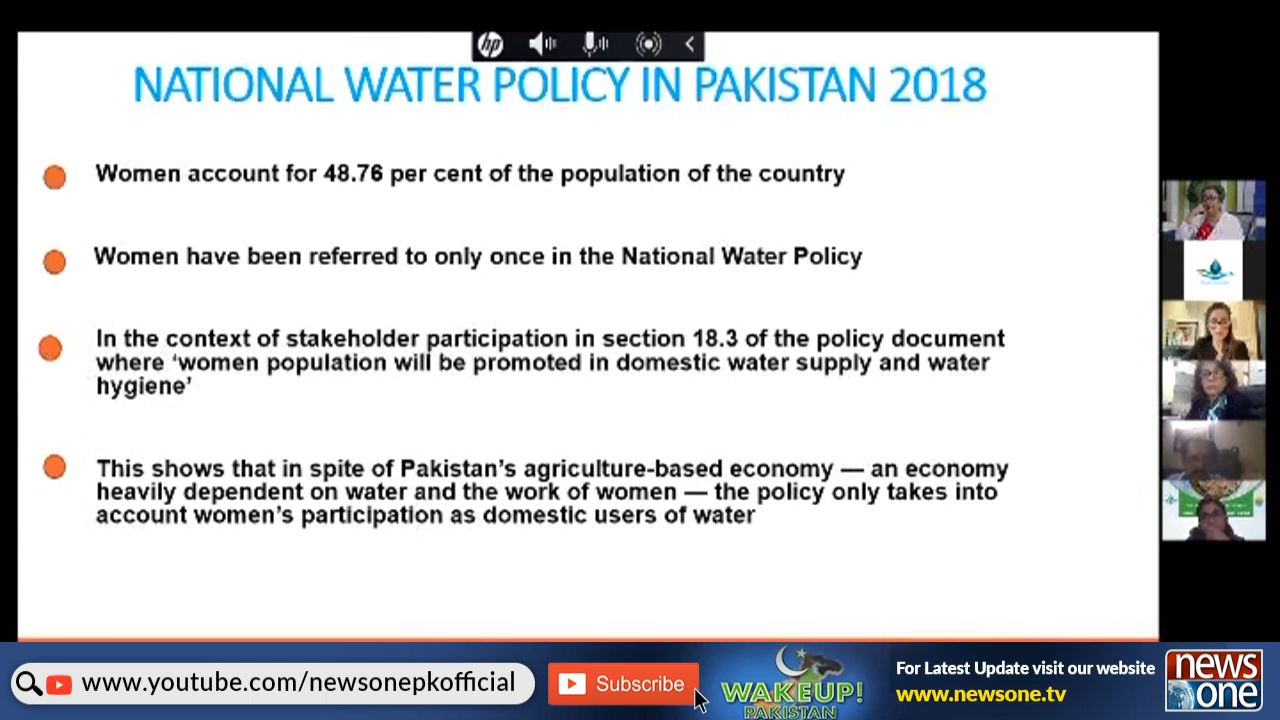 hp
NATIONAL WATER POLICY IN PAKISTAN 2018
Women account for 48.76 per cent of the population of the country
Women have been referred to only once in the National Water Policy
In the context of stakeholder participation in section 18.3 of the policy document
where ‘women population will be promoted in domestic water supply and water
hygiene’
This shows that in spite of Pakistan’s agriculture-based economy — an economy
heavily dependent on water and the work of women — the policy only takes into
account women’s participation as domestic users of water
www.youtube.com/newsonepkofficial
Subscribe
WAKEUP!
PAKISTAN
For Latest Update visit our website
www.newsone.tv
news
one